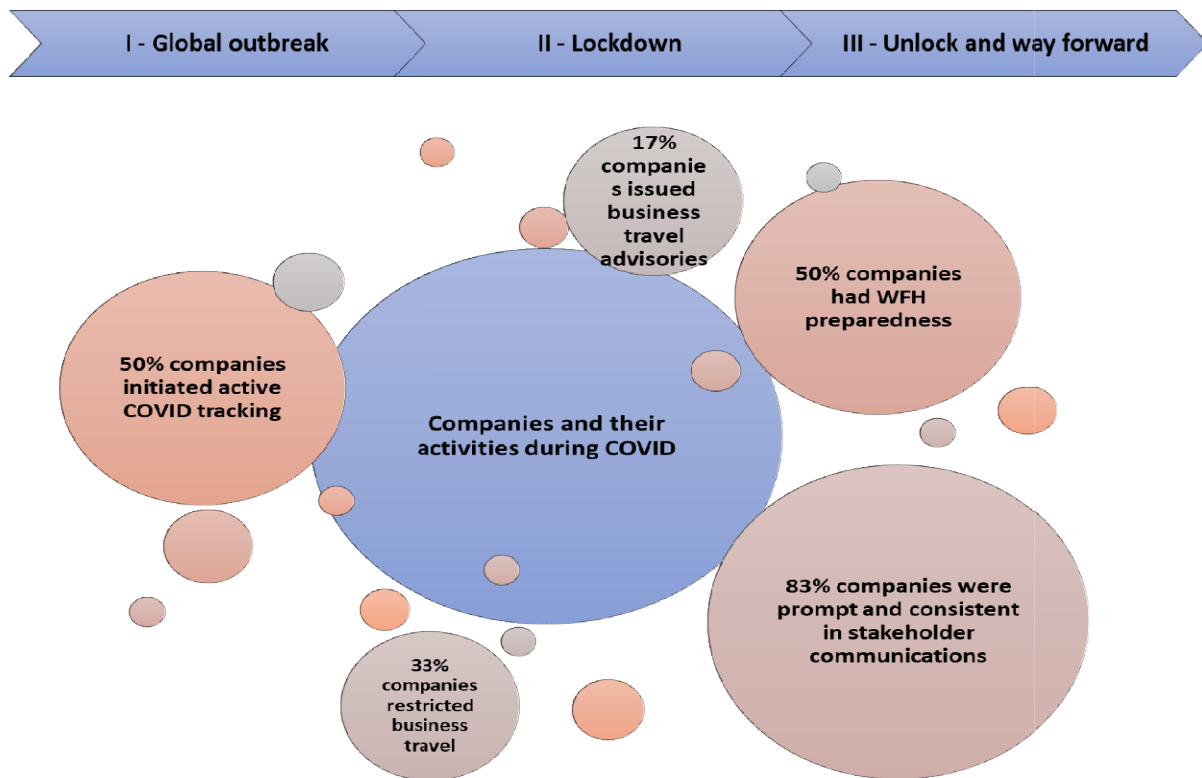 I - Global outbreak
II - Lockdown
III - Unlock and way forward
17%
companie
s issued
business
travel
advisories
50% companies
had WFH
preparedness
50% companies
initiated active
COVID tracking
Companies and their
activities during COVID
83% companies were
prompt and consistent
in stakeholder
communications
33%
companies
restricted
business
travel